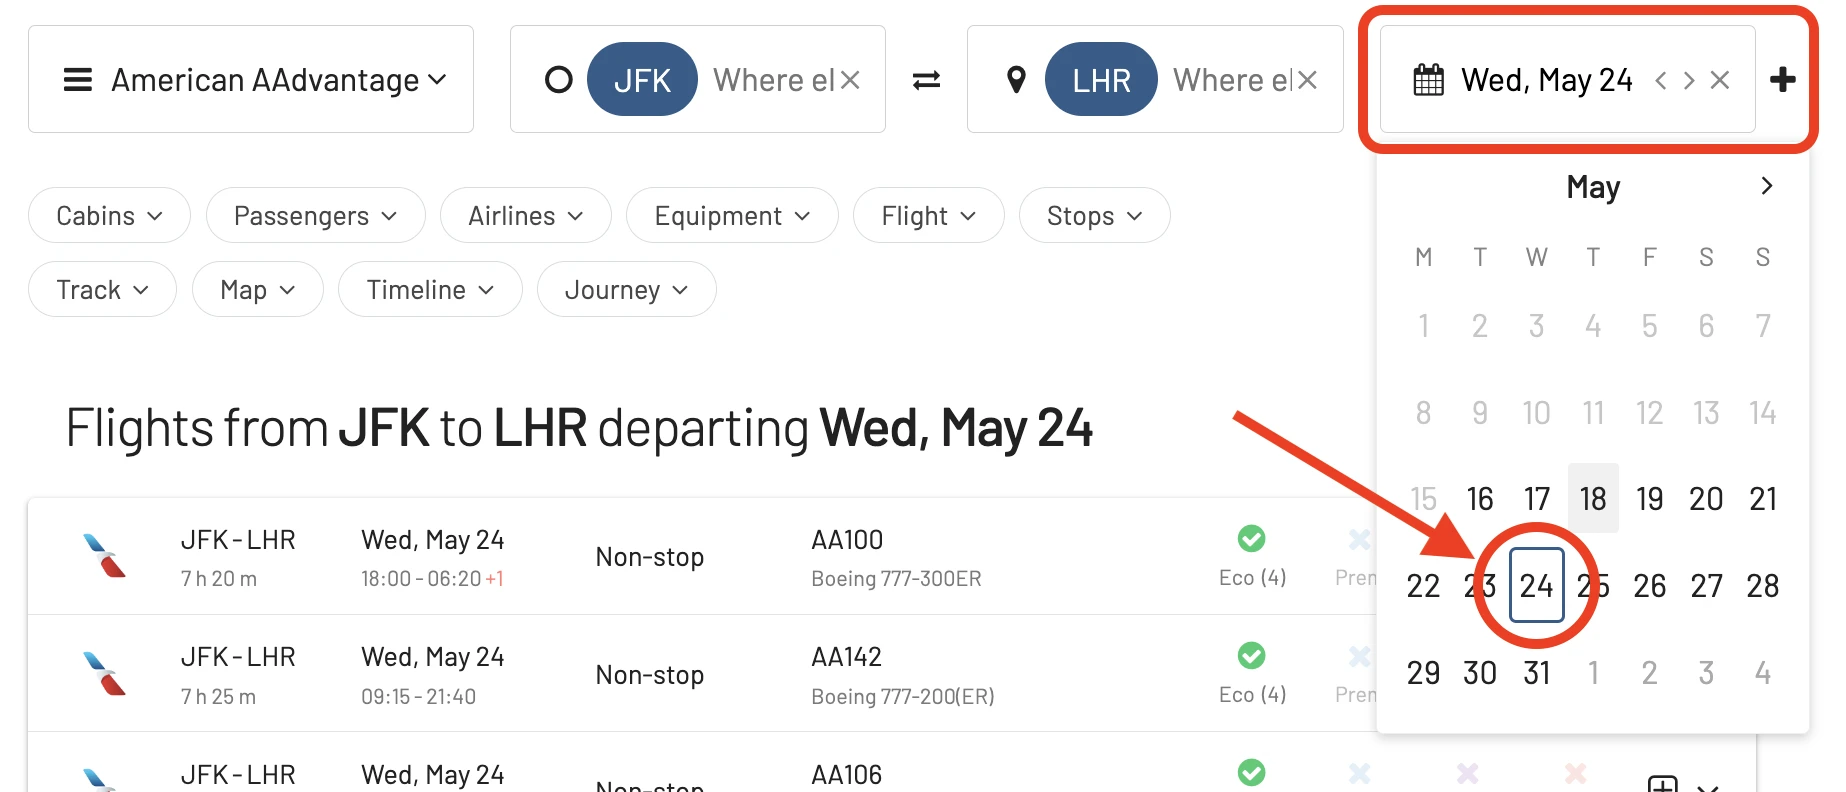 American AAdvantage
JFK Where el
LHR Where el
Wed, May 24
Cabins Passengers Airlines Equipment Flight Stops
Track Map Timeline Journey
May
M T W T F S S
1 2 3 4 5 6 7
8 9 10 11 12 13 14
15 16 17 18 19 20 21
22 23 24 25 26 27 28
29 30 31 1 2 3 4
Flights from JFK to LHR departing Wed, May 24
JFK - LHR Wed, May 24 Non-stop AA100
7 h 20 m 18:00 - 06:20 +1 Boeing 777-300ER Eco (4) Prem
JFK - LHR Wed, May 24 Non-stop AA142
7 h 25 m 09:15 - 21:40 Boeing 777-200(ER) Eco (4) Prem
JFK - LHR Wed, May 24 Non-stop AA106